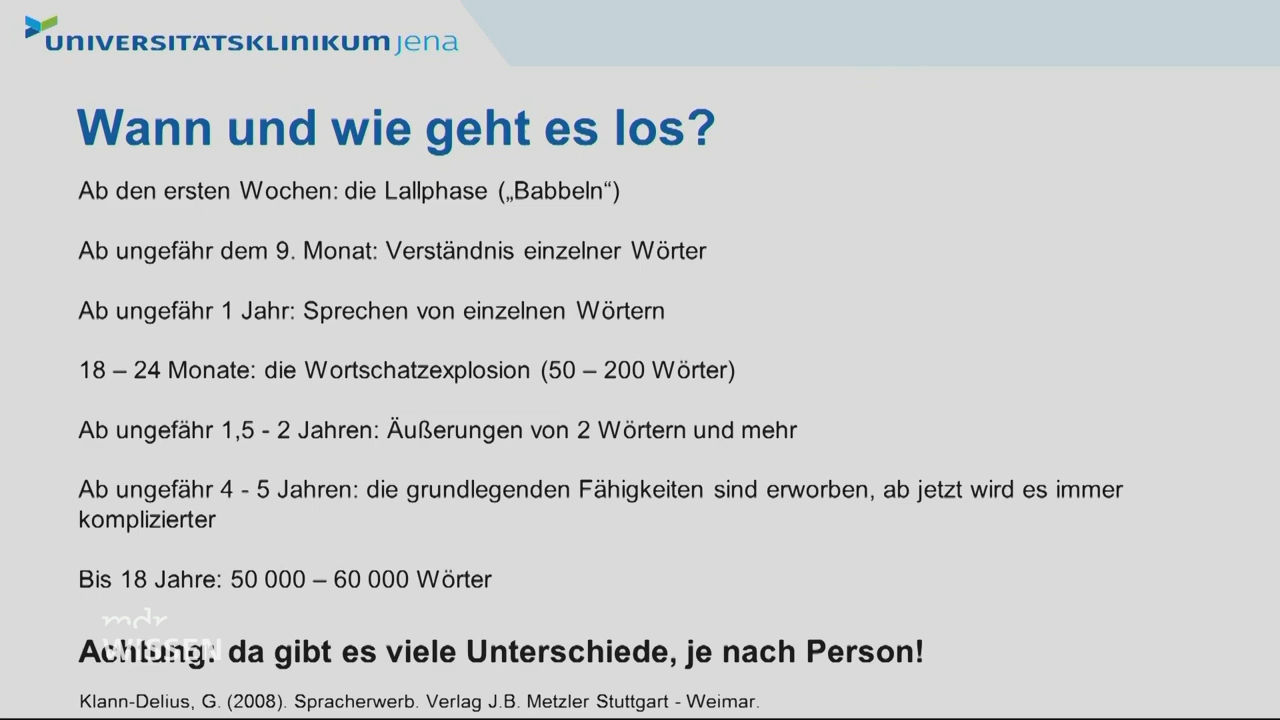 UNIVERSITÄTSKLINIKUM jena
Wann und wie geht es los?
Ab den ersten Wochen: die Lallphase („Babbeln“)
Ab ungefähr dem 9. Monat: Verständnis einzelner Wörter
Ab ungefähr 1 Jahr: Sprechen von einzelnen Wörtern
18 – 24 Monate: die Wortschatzexplosion (50 – 200 Wörter)
Ab ungefähr 1,5 - 2 Jahren: Äußerungen von 2 Wörtern und mehr
Ab ungefähr 4 - 5 Jahren: die grundlegenden Fähigkeiten sind erworben, ab jetzt wird es immer
komplizierter
Bis 18 Jahre: 50 000 – 60 000 Wörter
mdr
WISSEN
Achtung: da gibt es viele Unterschiede, je nach Person!
Klann-Delius, G. (2008). Spracherwerb. Verlag J.B. Metzler Stuttgart - Weimar.